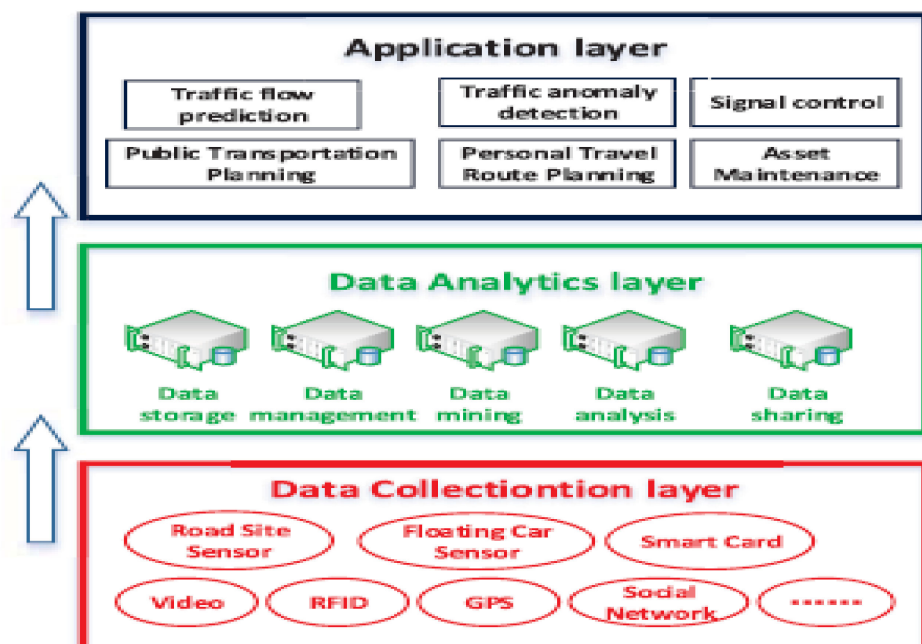 Application layer
Traffic flow
prediction
Traffic anomaly
detection
Signal control
Public Transportation
Planning
Personal Travel
Route Planning
Asset
Maintenance
Data Analytics layer
Data
storage
Data
management
Data
mining
Data
analysis
Data
sharing
Data Collectiontion layer
Road Site
Sensor
Floating Car
Sensor
Smart Card
Video
RFID
GPS
Social
Network
------